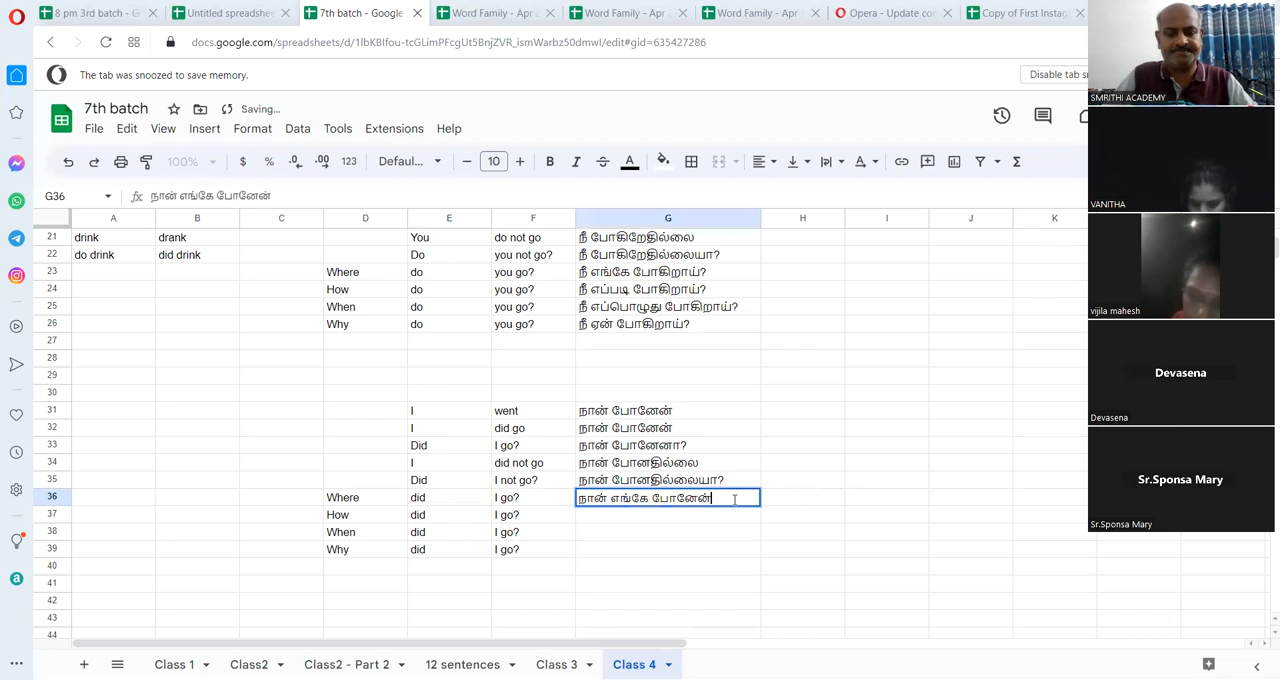 8 pm 3rd batch - G
Untitled spreadshee
7th batch - Google
Word Family - Apr 2
Word Family - Apr
Word Family - Apr
Opera - Update co
Copy of First Instag
docs.google.com/spreadsheets/d/1lbKBIfou-tcGLimPFcgUt5BnjZVR_ismWarbz50dmwI/edit#gid=635427286
The tab was snoozed to save memory.
Disable tab s
7th batch
Saving...
File Edit View Insert Format Data Tools Extensions Help
100% $ % .0 .00 123 Defaul... 10 B I A
G36 நான் எங்கே போனேன்
A B C D E F G H I J K
21 drink drank You do not go நீ போகிறேதில்லை
22 do drink did drink Do you not go? நீ போகிறேதில்லையா?
23 Where do you go? நீ எங்கே போகிறாய்?
24 How do you go? நீ எப்படி போகிறாய்?
25 When do you go? நீ எப்பொழுது போகிறாய்?
26 Why do you go? நீ ஏன் போகிறாய்?
27
28
29
30
31 I went நான் போனேன்
32 I did go நான் போனேன்
33 Did I go? நான் போனேனா?
34 I did not go நான் போனதில்லை
35 Did I not go? நான் போனதில்லையா?
36 Where did I go? நான் எங்கே போனேன்
37 How did I go?
38 When did I go?
39 Why did I go?
40
41
42
43
44
Class 1 Class2 Class2 - Part 2 12 sentences Class 3 Class 4
SMRITHI ACADEMY
VANITHA
vijila mahesh
Devasena
Devasena
Sr.Sponsa Mary
Sr.Sponsa Mary